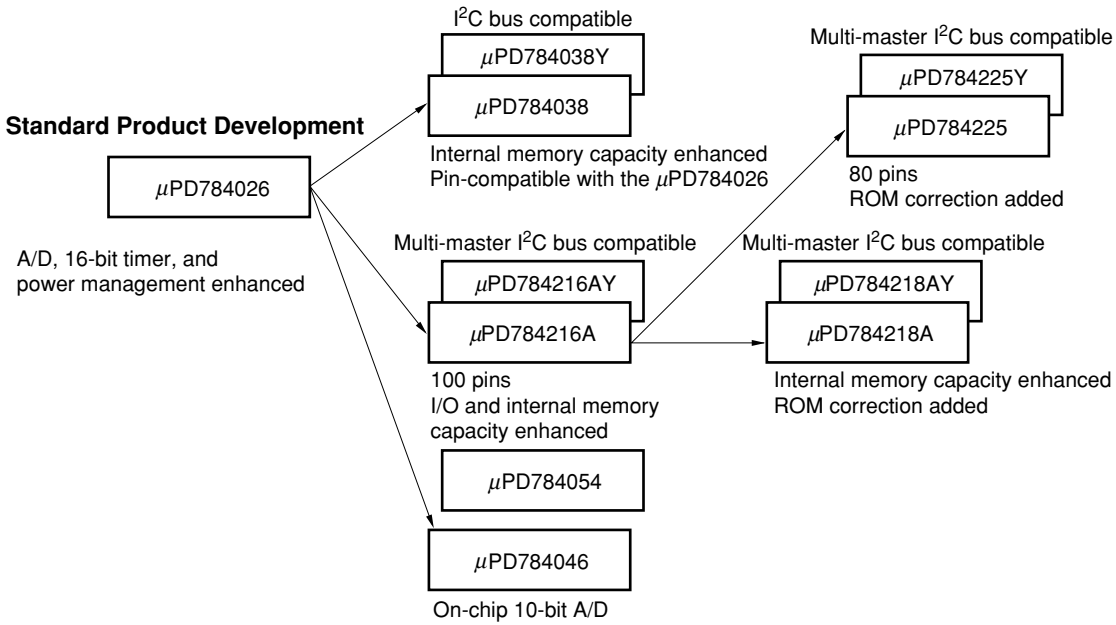 Standard Product Development
μPD784026
A/D, 16-bit timer, and
power management enhanced
I²C bus compatible
μPD784038Y
μPD784038
Internal memory capacity enhanced
Pin-compatible with the μPD784026
Multi-master I²C bus compatible
μPD784216AY
μPD784216A
100 pins
I/O and internal memory
capacity enhanced
μPD784054
μPD784046
On-chip 10-bit A/D
Multi-master I²C bus compatible
μPD784225Y
μPD784225
80 pins
ROM correction added
Multi-master I²C bus compatible
μPD784218AY
μPD784218A
Internal memory capacity enhanced
ROM correction added